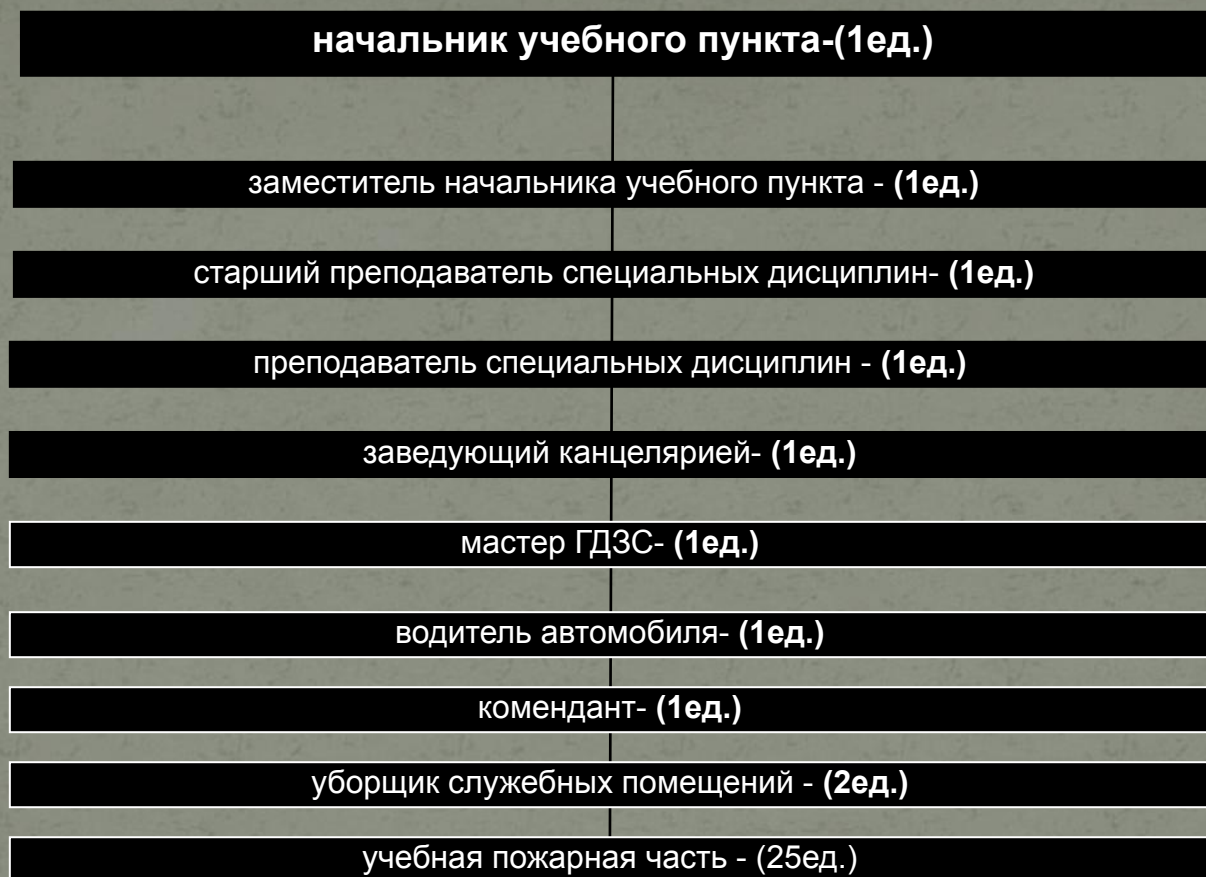 начальник учебного пункта-(1ед.)
заместитель начальника учебного пункта - (1ед.)
старший преподаватель специальных дисциплин- (1ед.)
преподаватель специальных дисциплин - (1ед.)
заведующий канцелярией- (1ед.)
мастер ГДЗС- (1ед.)
водитель автомобиля- (1ед.)
комендант- (1ед.)
уборщик служебных помещений - (2ед.)
учебная пожарная часть - (25ед.)